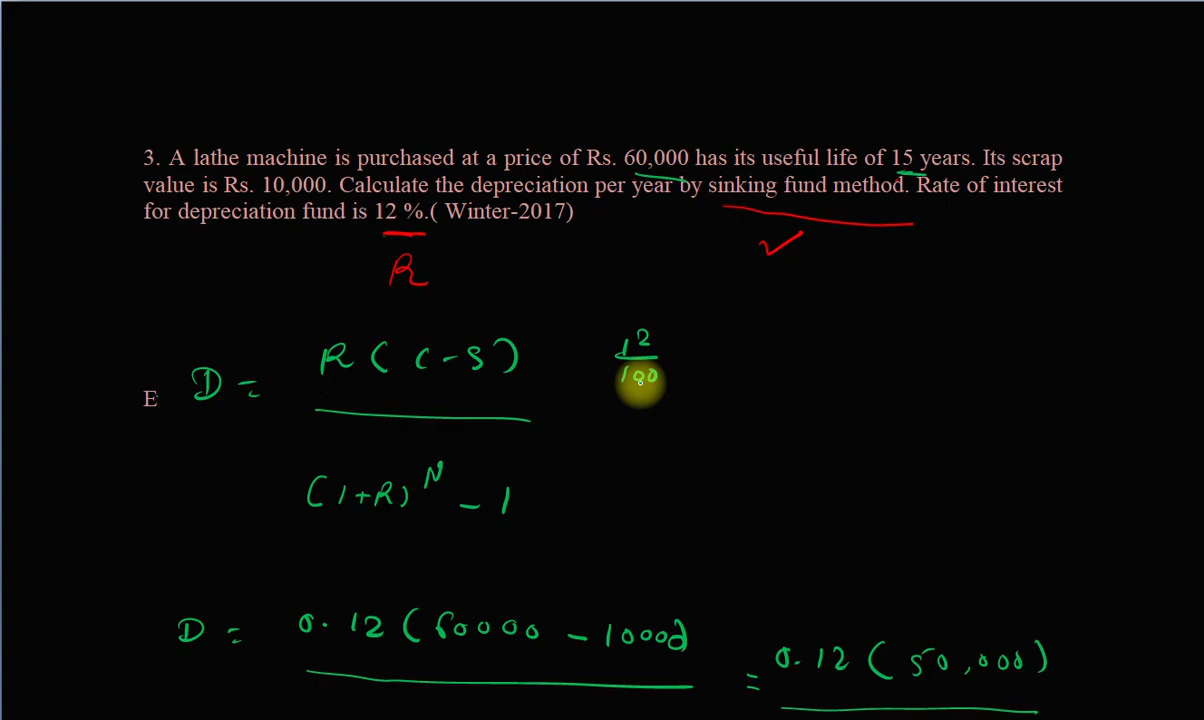 3. A lathe machine is purchased at a price of Rs. 60,000 has its useful life of 15 years. Its scrap
value is Rs. 10,000. Calculate the depreciation per year by sinking fund method. Rate of interest
for depreciation fund is 12 %.( Winter-2017)
R
D = R(C-S)
12
100
E
(1+R)^N - 1
D = 0.12(60000 - 10000)
= 0.12(50,000)